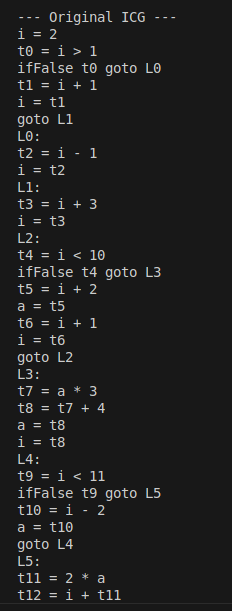 --- Original ICG ---
i = 2
t0 = i > 1
ifFalse t0 goto L0
t1 = i + 1
i = t1
goto L1
L0:
t2 = i - 1
i = t2
L1:
t3 = i + 3
i = t3
L2:
t4 = i < 10
ifFalse t4 goto L3
t5 = i + 2
a = t5
t6 = i + 1
i = t6
goto L2
L3:
t7 = a * 3
t8 = t7 + 4
a = t8
i = t8
L4:
t9 = i < 11
ifFalse t9 goto L5
t10 = i - 2
a = t10
goto L4
L5:
t11 = 2 * a
t12 = i + t11